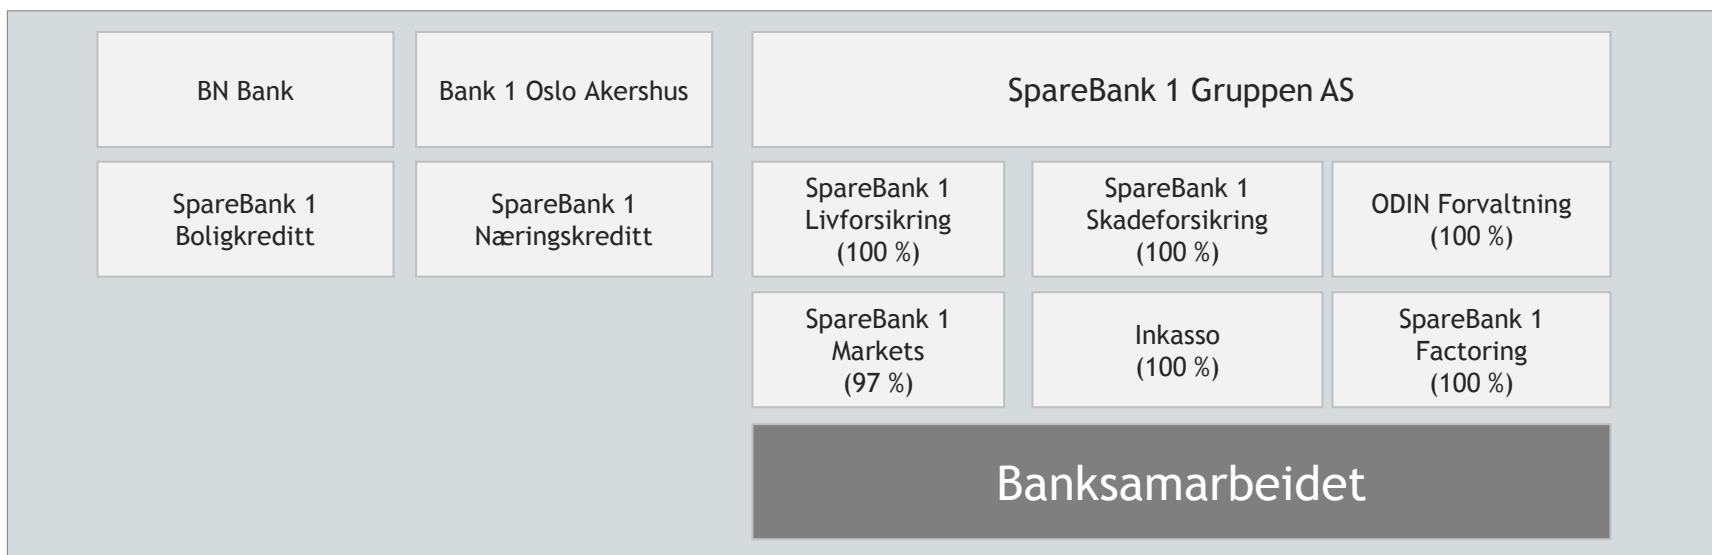 BN Bank
Bank 1 Oslo Akershus
SpareBank 1 Gruppen AS
SpareBank 1
Boligkreditt
SpareBank 1
Næringskreditt
SpareBank 1
Livforsikring
(100 %)
SpareBank 1
Skadeforsikring
(100 %)
ODIN Forvaltning
(100 %)
SpareBank 1
Markets
(97 %)
Inkasso
(100 %)
SpareBank 1
Factoring
(100 %)
Banksamarbeidet